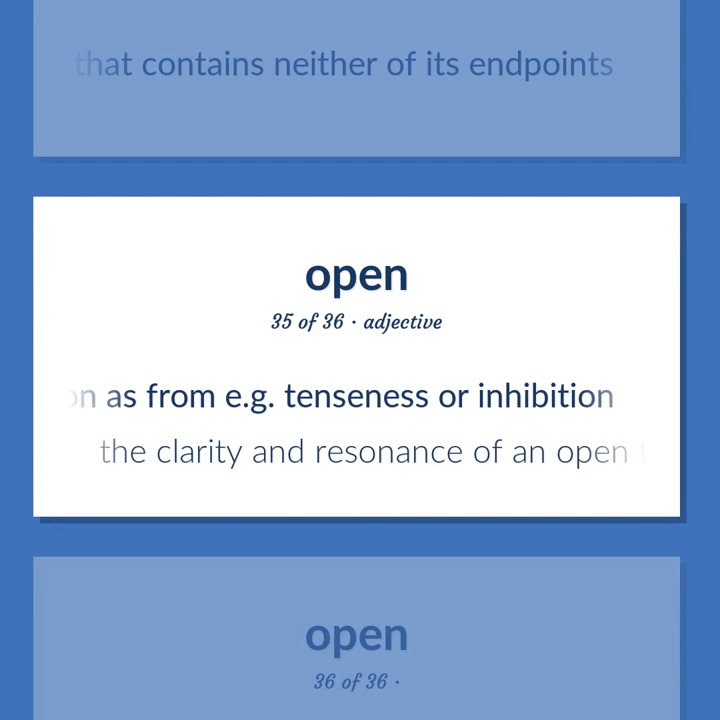 that contains neither of its endpoints
open
35 of 36 · adjective
as from e.g. tenseness or inhibition
the clarity and resonance of an open
open
36 of 36 ·